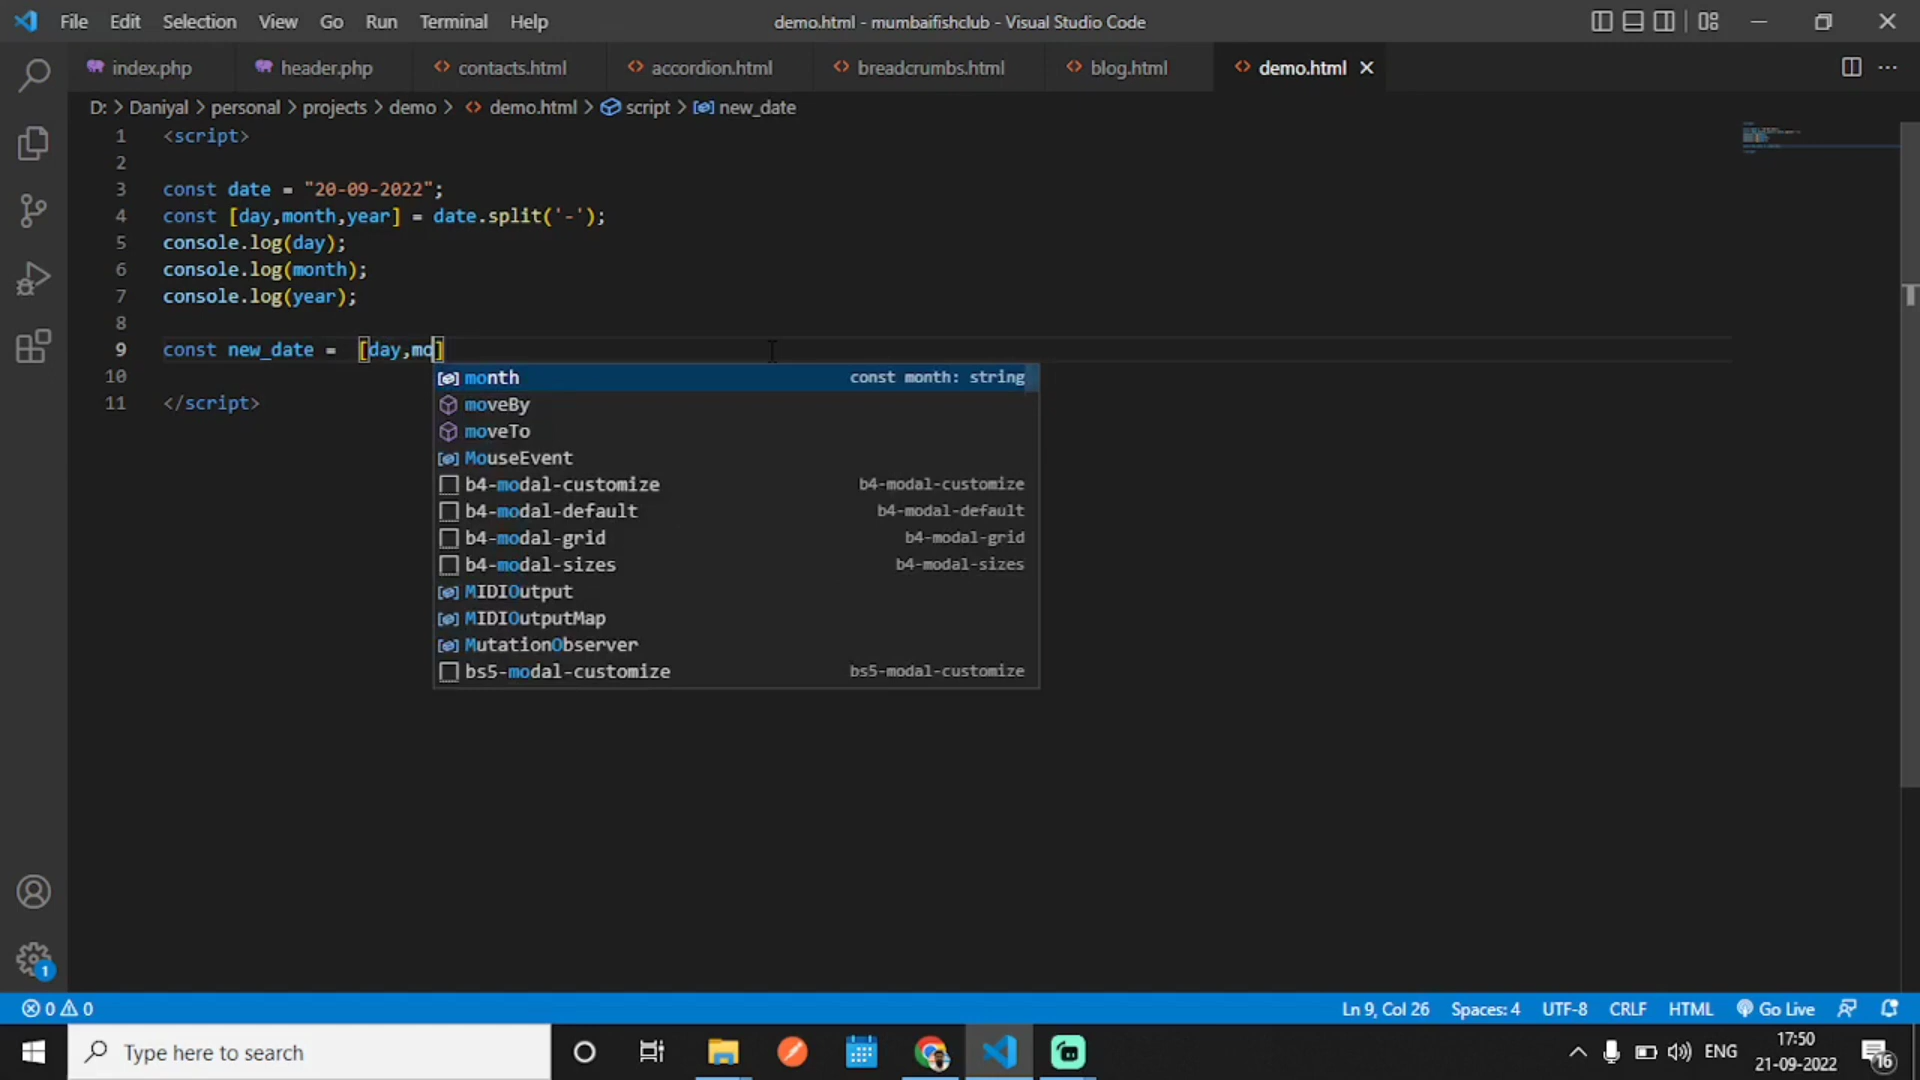 File Edit Selection View Go Run Terminal Help demo.html - mumbaifishclub - Visual Studio Code
index.php header.php contacts.html accordion.html breadcrumbs.html blog.html demo.html
D: > Daniyal > personal > projects > demo > demo.html > script > new_date
1 <script>
2
3 const date = "20-09-2022";
4 const [day,month,year] = date.split('-');
5 console.log(day);
6 console.log(month);
7 console.log(year);
8
9 const new_date =  [day,mo]
month const month: string
10
moveBy
11 </script>
moveTo
MouseEvent
b4-modal-customize b4-modal-customize
b4-modal-default b4-modal-default
b4-modal-grid b4-modal-grid
b4-modal-sizes b4-modal-sizes
MIDIOutput
MIDIOutputMap
MutationObserver
bs5-modal-customize bs5-modal-customize
1
0 0 Ln 9, Col 26 Spaces: 4 UTF-8 CRLF HTML Go Live
Type here to search ENG 17:50
21-09-2022 16